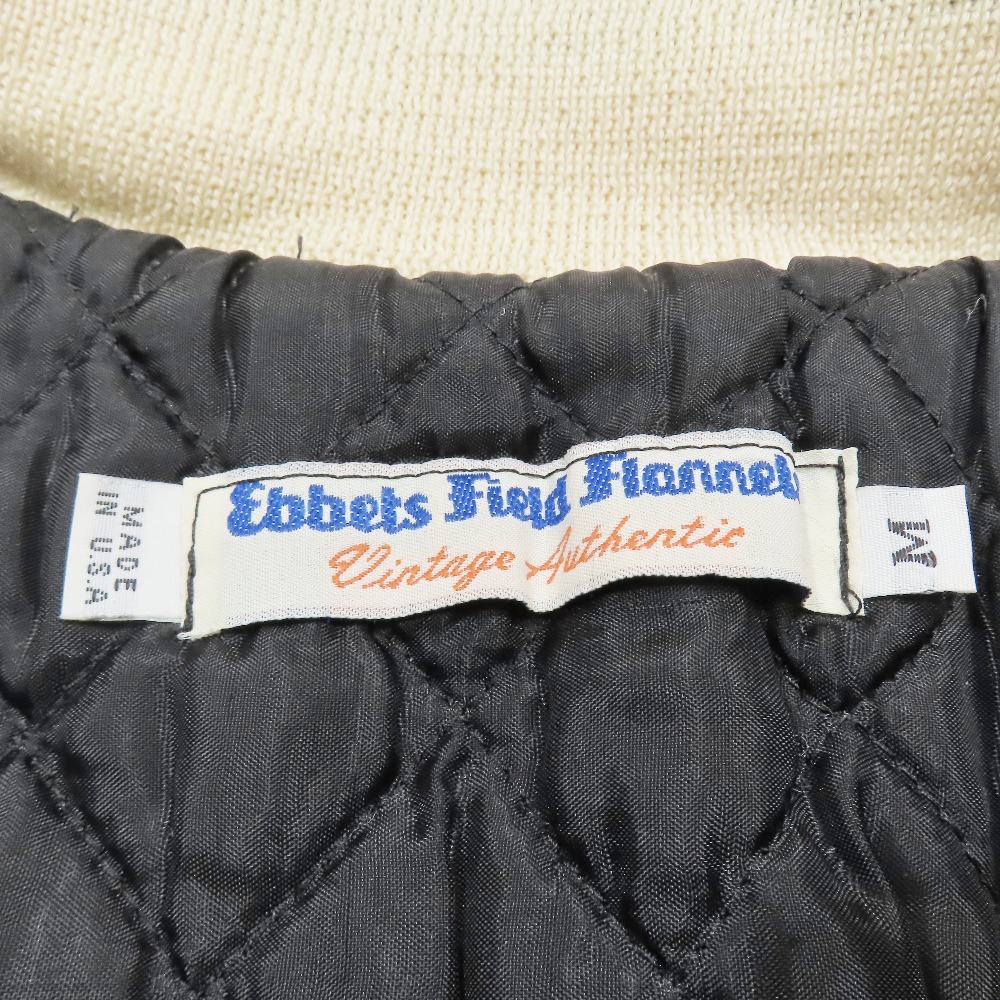 Ebbets Field Flannels
Vintage Authentic
MADE
IN U.S.A
M